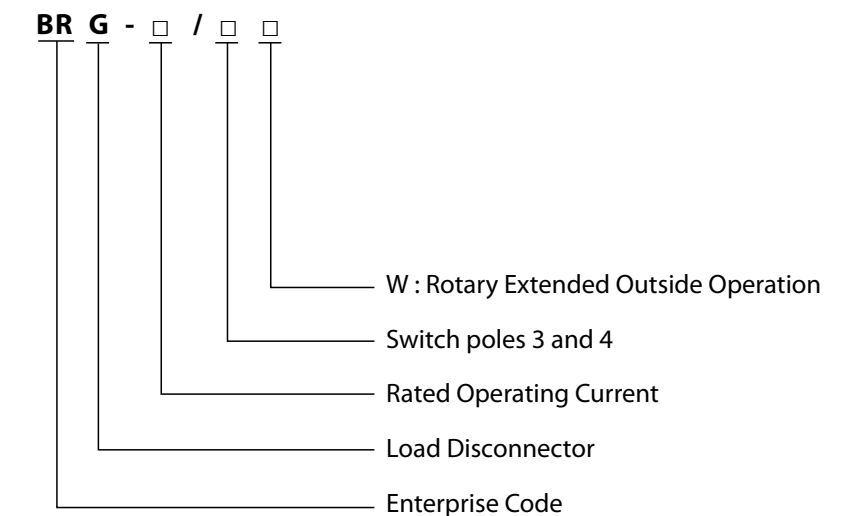 BR G - □ / □ □
W : Rotary Extended Outside Operation
Switch poles 3 and 4
Rated Operating Current
Load Disconnector
Enterprise Code